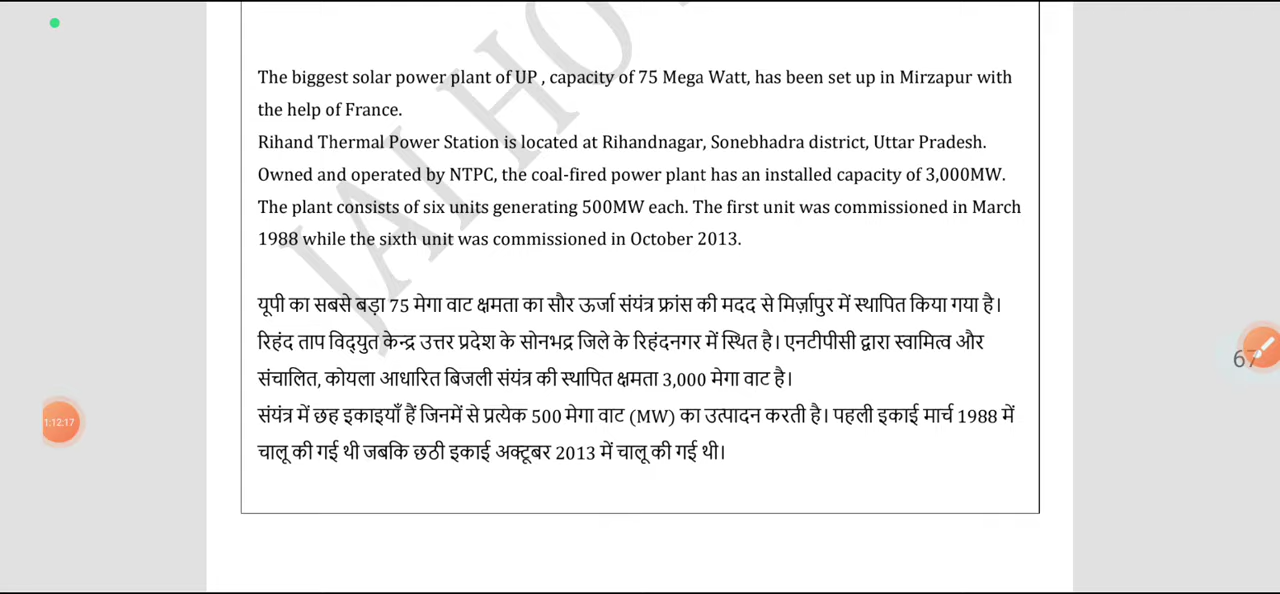 The biggest solar power plant of UP , capacity of 75 Mega Watt, has been set up in Mirzapur with
the help of France.
Rihand Thermal Power Station is located at Rihandnagar, Sonebhadra district, Uttar Pradesh.
Owned and operated by NTPC, the coal-fired power plant has an installed capacity of 3,000MW.
The plant consists of six units generating 500MW each. The first unit was commissioned in March
1988 while the sixth unit was commissioned in October 2013.
यूपी का सबसे बड़ा 75 मेगा वाट क्षमता का सौर ऊर्जा संयंत्र फ्रांस की मदद से मिर्ज़ापुर में स्थापित किया गया है।
रिहंद ताप विद्युत केन्द्र उत्तर प्रदेश के सोनभद्र जिले के रिहंदनगर में स्थित है। एनटीपीसी द्वारा स्वामित्व और
संचालित, कोयला आधारित बिजली संयंत्र की स्थापित क्षमता 3,000 मेगा वाट है।
संयंत्र में छह इकाइयाँ हैं जिनमें से प्रत्येक 500 मेगा वाट (MW) का उत्पादन करती है। पहली इकाई मार्च 1988 में
चालू की गई थी जबकि छठी इकाई अक्टूबर 2013 में चालू की गई थी।
67
1:12:17
JAI HO